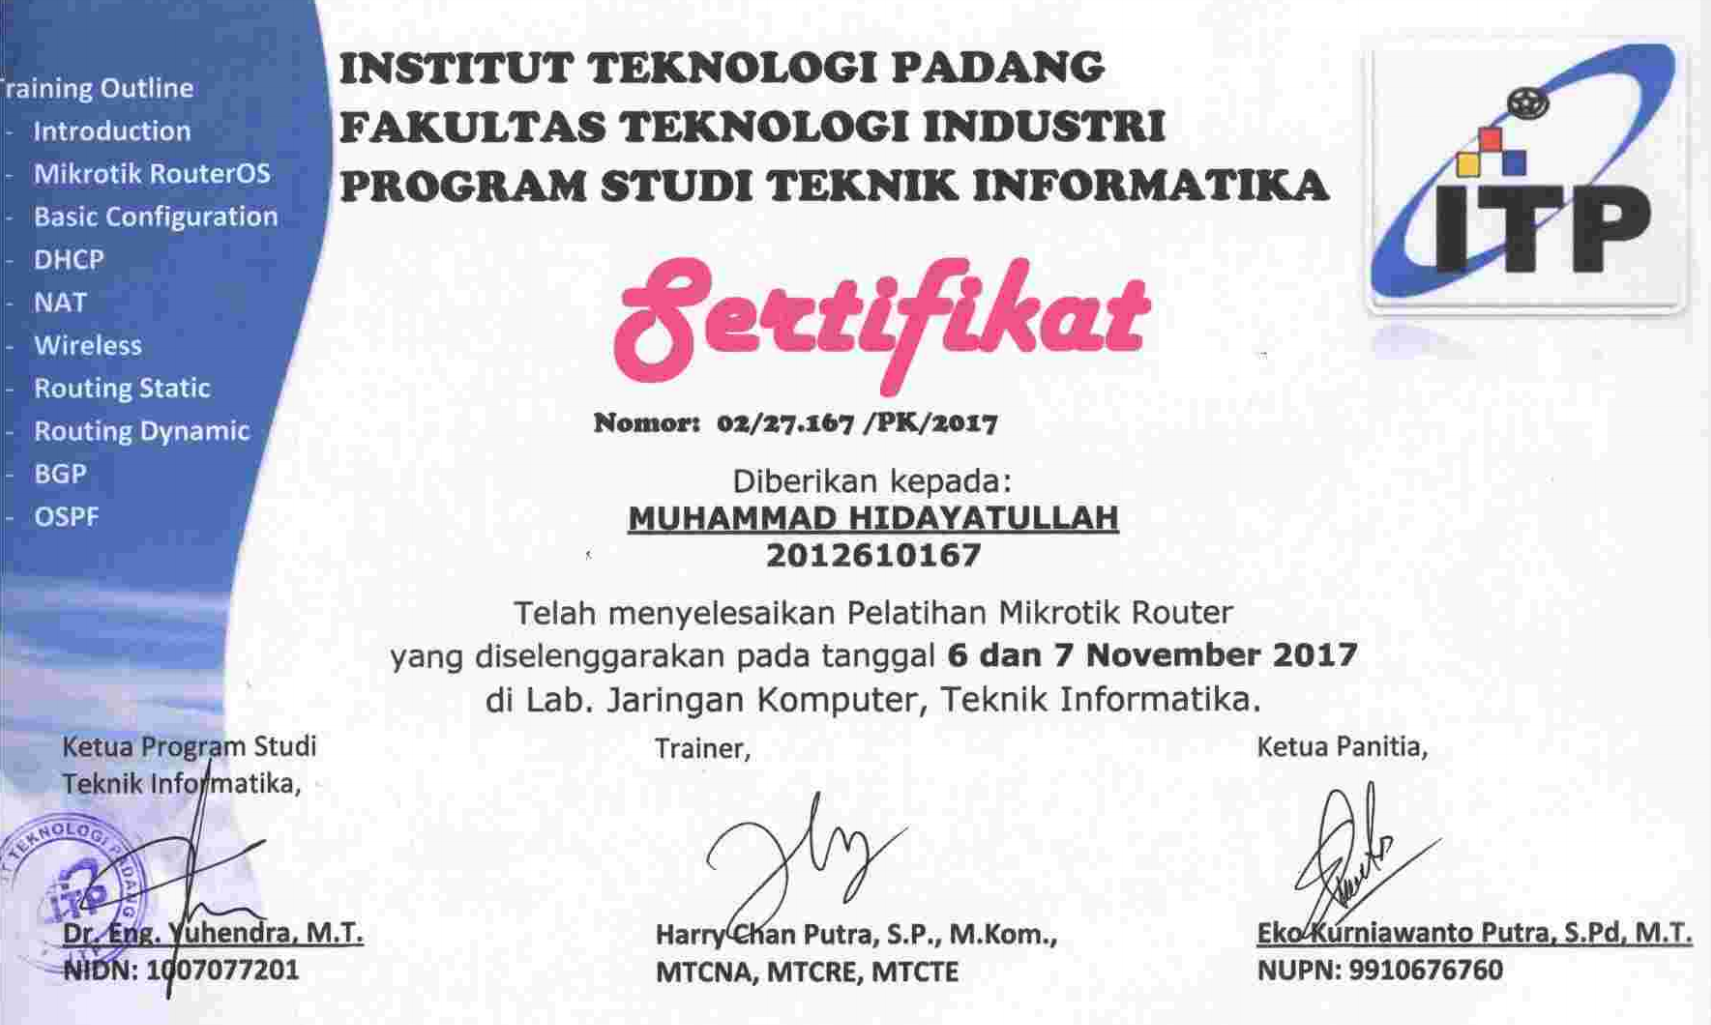 Training Outline
- Introduction
- Mikrotik RouterOS
- Basic Configuration
- DHCP
- NAT
- Wireless
- Routing Static
- Routing Dynamic
- BGP
- OSPF
INSTITUT TEKNOLOGI PADANG
FAKULTAS TEKNOLOGI INDUSTRI
PROGRAM STUDI TEKNIK INFORMATIKA
ITP
Sertifikat
Nomor: 02/27.167 /PK/2017
Diberikan kepada:
MUHAMMAD HIDAYATULLAH
2012610167
Telah menyelesaikan Pelatihan Mikrotik Router
yang diselenggarakan pada tanggal 6 dan 7 November 2017
di Lab. Jaringan Komputer, Teknik Informatika.
Ketua Program Studi
Teknik Informatika,
TEKNOLOGI PADANG
ITP
Dr. Eng. Yuhendra, M.T.
NIDN: 1007077201
Trainer,
Harry Chan Putra, S.P., M.Kom.,
MTCNA, MTCRE, MTCTE
Ketua Panitia,
Eko Kurniawanto Putra, S.Pd, M.T.
NUPN: 9910676760